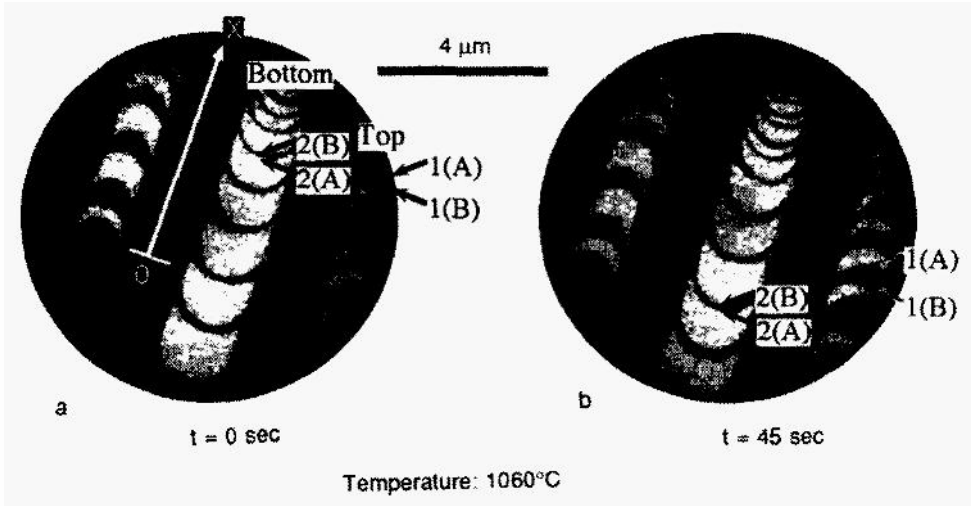 X
Bottom
4 μm
Top
2(B)
2(A)
1(A)
1(B)
0
1(A)
1(B)
2(B)
2(A)
a
b
t = 0 sec
t = 45 sec
Temperature: 1060°C